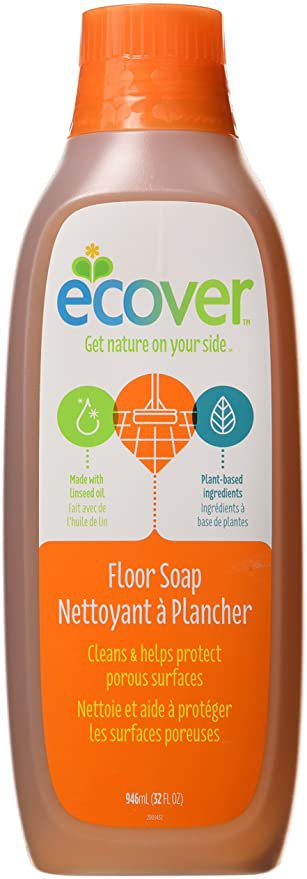 ecover™
Get nature on your side™
Made with
linseed oil
Fait avec de
l'huile de lin
Plant-based
ingredients
Ingrédients à
base de plantes
Floor Soap
Nettoyant à Plancher
Cleans & helps protect
porous surfaces
Nettoie et aide à protéger
les surfaces poreuses
946mL (32 FL OZ)